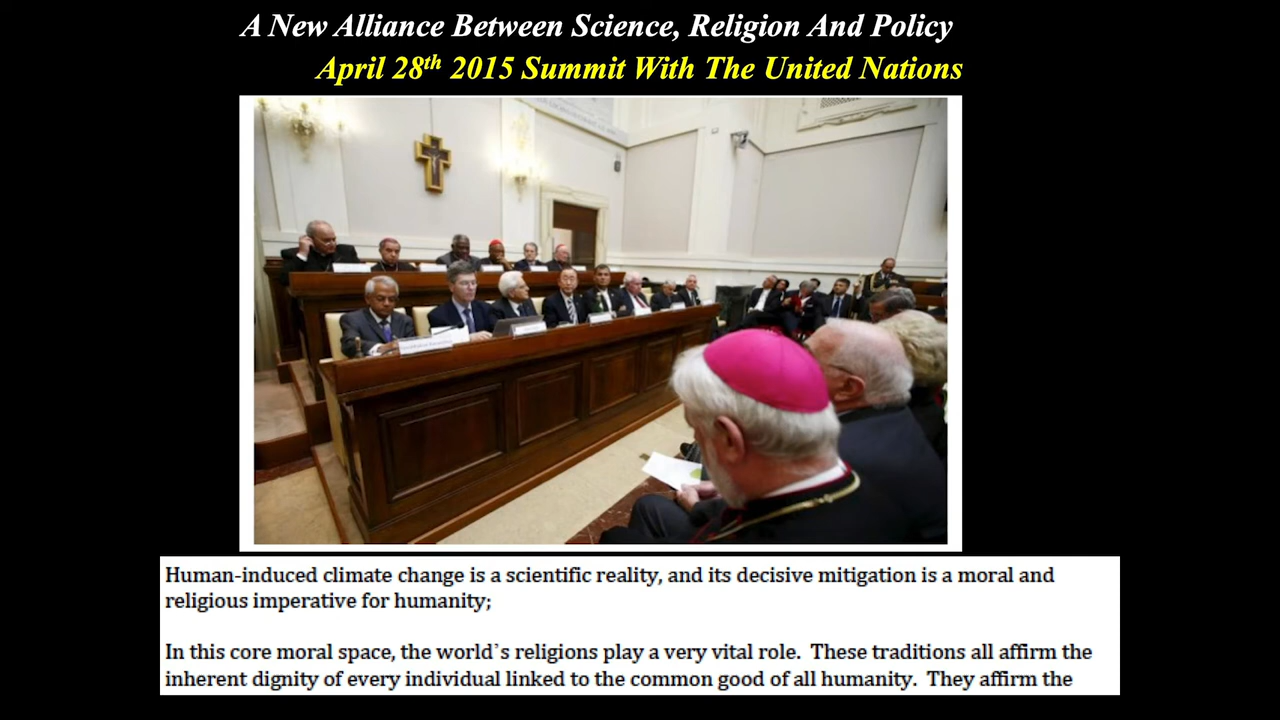 A New Alliance Between Science, Religion And Policy
April 28th 2015 Summit With The United Nations
Human-induced climate change is a scientific reality, and its decisive mitigation is a moral and
religious imperative for humanity;
In this core moral space, the world's religions play a very vital role.  These traditions all affirm the
inherent dignity of every individual linked to the common good of all humanity.  They affirm the